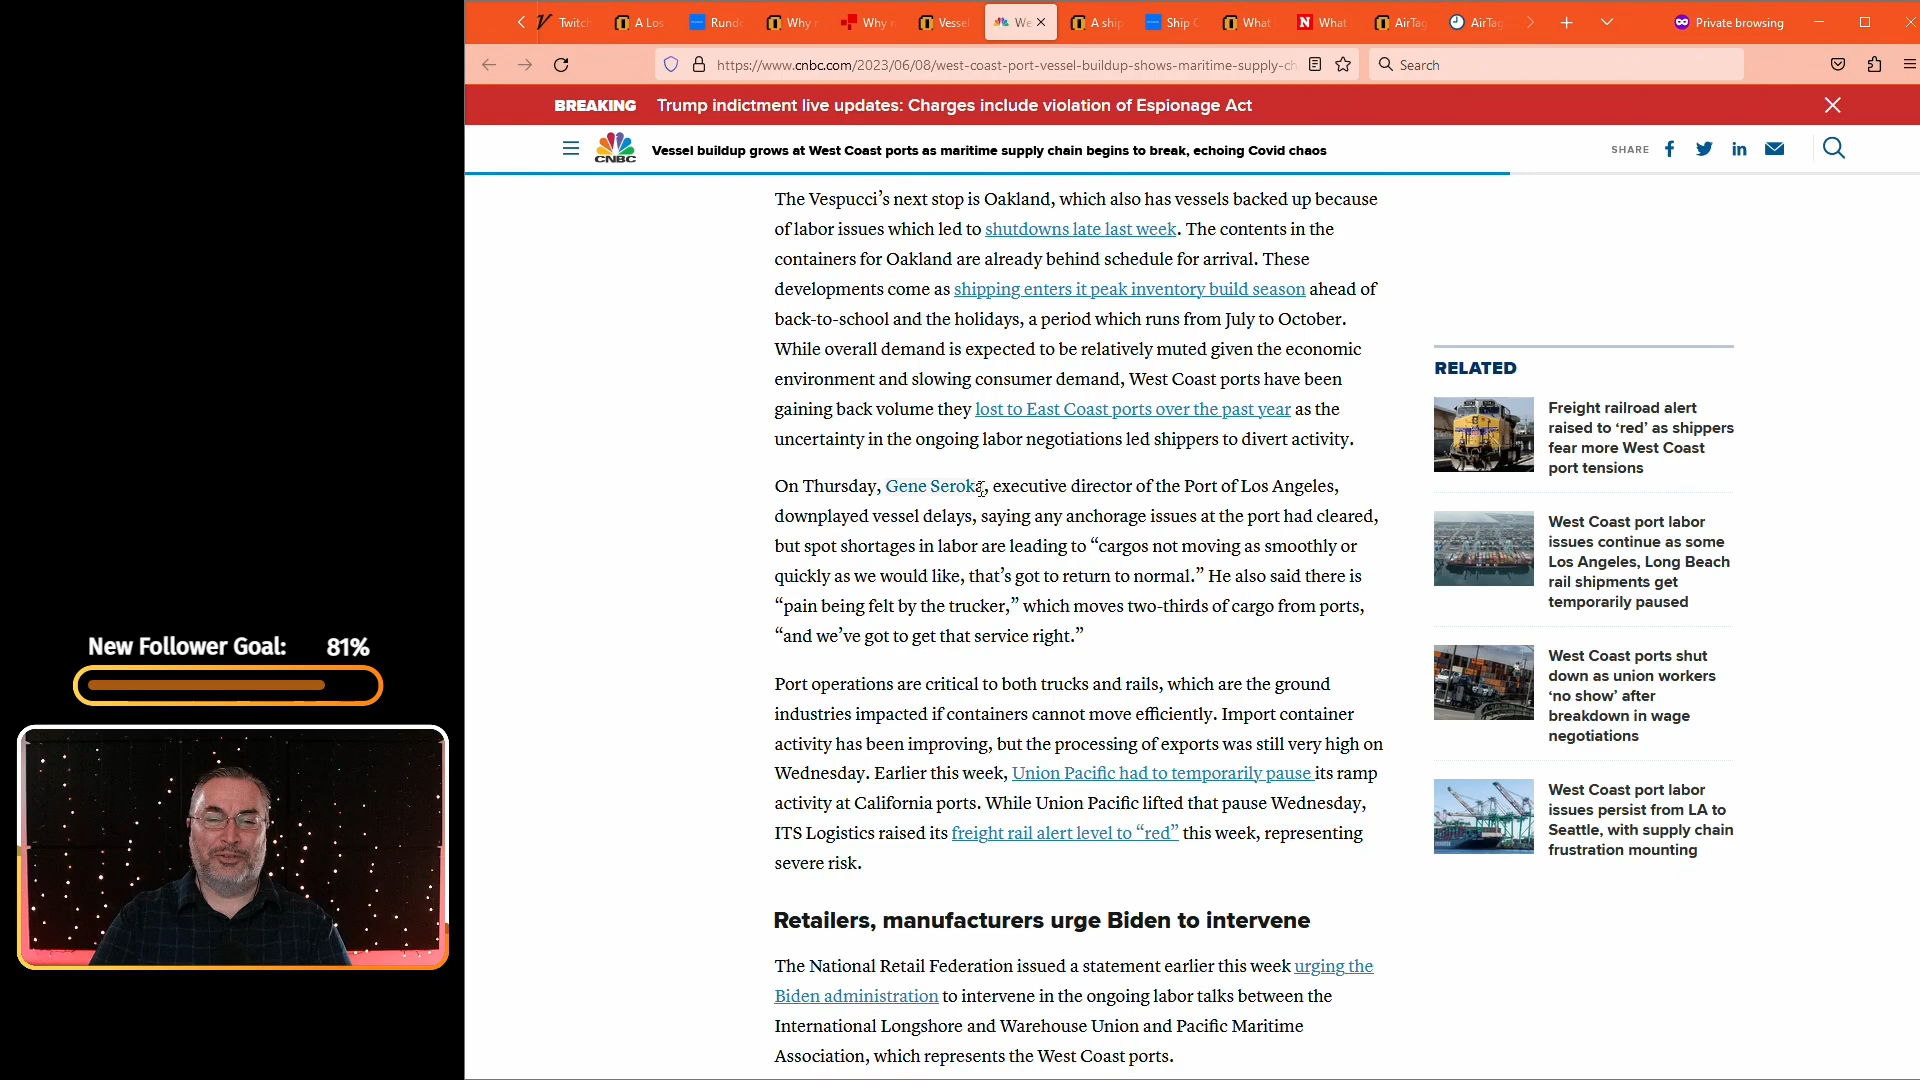 Twitch
A Los
Rund
Why
Why
Vessel
We
A ship
Ship
What
What
AirTag
AirTag
Private browsing
https://www.cnbc.com/2023/06/08/west-coast-port-vessel-buildup-shows-maritime-supply-ch
Search
BREAKING Trump indictment live updates: Charges include violation of Espionage Act
CNBC
Vessel buildup grows at West Coast ports as maritime supply chain begins to break, echoing Covid chaos
SHARE
The Vespucci’s next stop is Oakland, which also has vessels backed up because
of labor issues which led to shutdowns late last week. The contents in the
containers for Oakland are already behind schedule for arrival. These
developments come as shipping enters it peak inventory build season ahead of
back-to-school and the holidays, a period which runs from July to October.
While overall demand is expected to be relatively muted given the economic
environment and slowing consumer demand, West Coast ports have been
gaining back volume they lost to East Coast ports over the past year as the
uncertainty in the ongoing labor negotiations led shippers to divert activity.
On Thursday, Gene Seroka, executive director of the Port of Los Angeles,
downplayed vessel delays, saying any anchorage issues at the port had cleared,
but spot shortages in labor are leading to “cargos not moving as smoothly or
quickly as we would like, that’s got to return to normal.” He also said there is
“pain being felt by the trucker,” which moves two-thirds of cargo from ports,
“and we’ve got to get that service right.”
Port operations are critical to both trucks and rails, which are the ground
industries impacted if containers cannot move efficiently. Import container
activity has been improving, but the processing of exports was still very high on
Wednesday. Earlier this week, Union Pacific had to temporarily pause its ramp
activity at California ports. While Union Pacific lifted that pause Wednesday,
ITS Logistics raised its freight rail alert level to “red” this week, representing
severe risk.
Retailers, manufacturers urge Biden to intervene
The National Retail Federation issued a statement earlier this week urging the
Biden administration to intervene in the ongoing labor talks between the
International Longshore and Warehouse Union and Pacific Maritime
Association, which represents the West Coast ports.
RELATED
Freight railroad alert
raised to ‘red’ as shippers
fear more West Coast
port tensions
West Coast port labor
issues continue as some
Los Angeles, Long Beach
rail shipments get
temporarily paused
West Coast ports shut
down as union workers
‘no show’ after
breakdown in wage
negotiations
West Coast port labor
issues persist from LA to
Seattle, with supply chain
frustration mounting
New Follower Goal: 81%